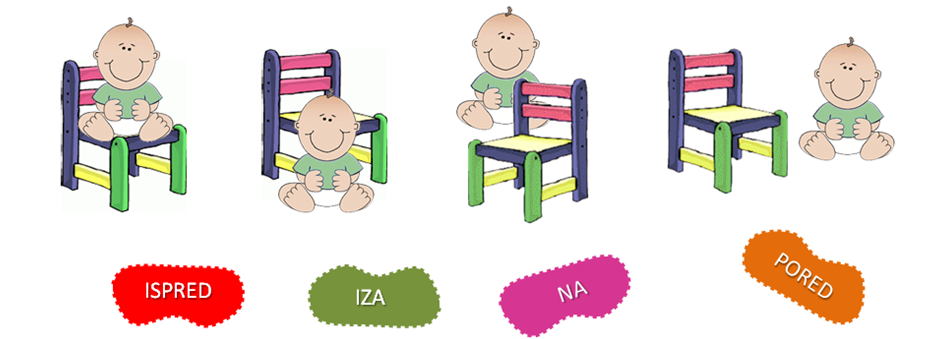 ISPRED
IZA
NA
PORED